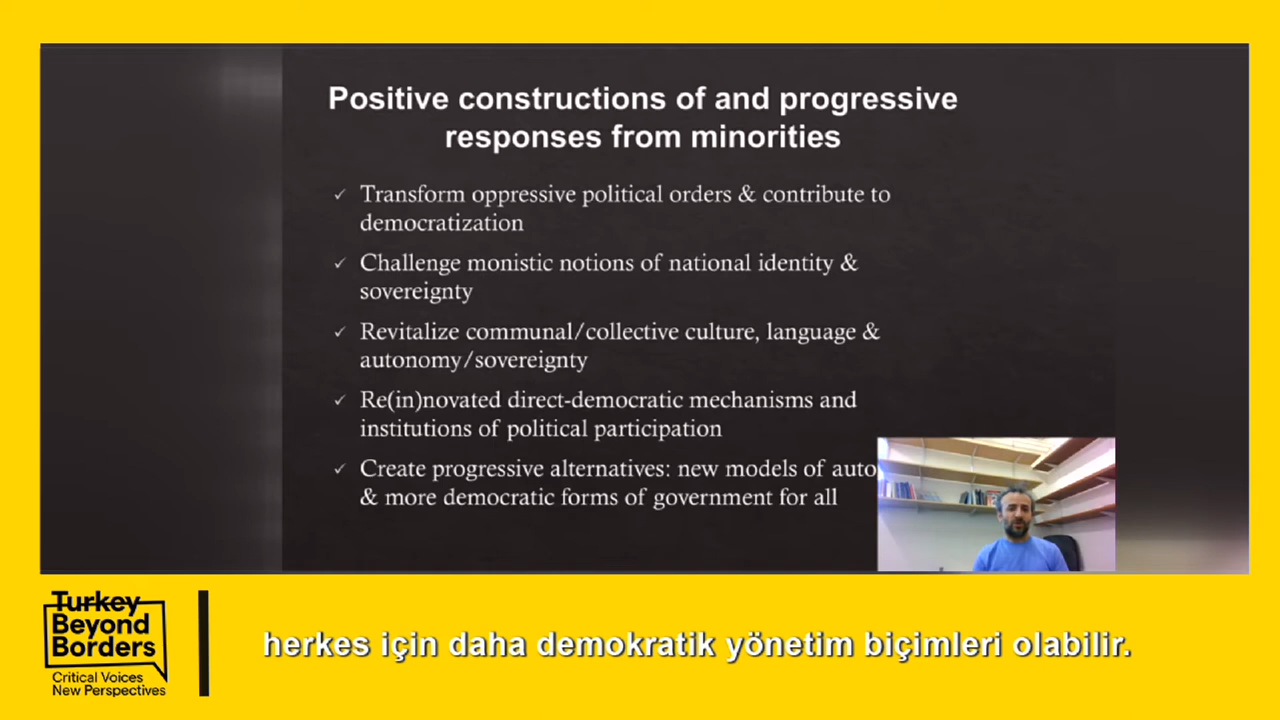 Positive constructions of and progressive
responses from minorities
✓ Transform oppressive political orders & contribute to
democratization
✓ Challenge monistic notions of national identity &
sovereignty
✓ Revitalize communal/collective culture, language &
autonomy/sovereignty
✓ Re(in)novated direct-democratic mechanisms and
institutions of political participation
✓ Create progressive alternatives: new models of auto
& more democratic forms of government for all
Turkey
Beyond
Borders
Critical Voices
New Perspectives
herkes için daha demokratik yönetim biçimleri olabilir.